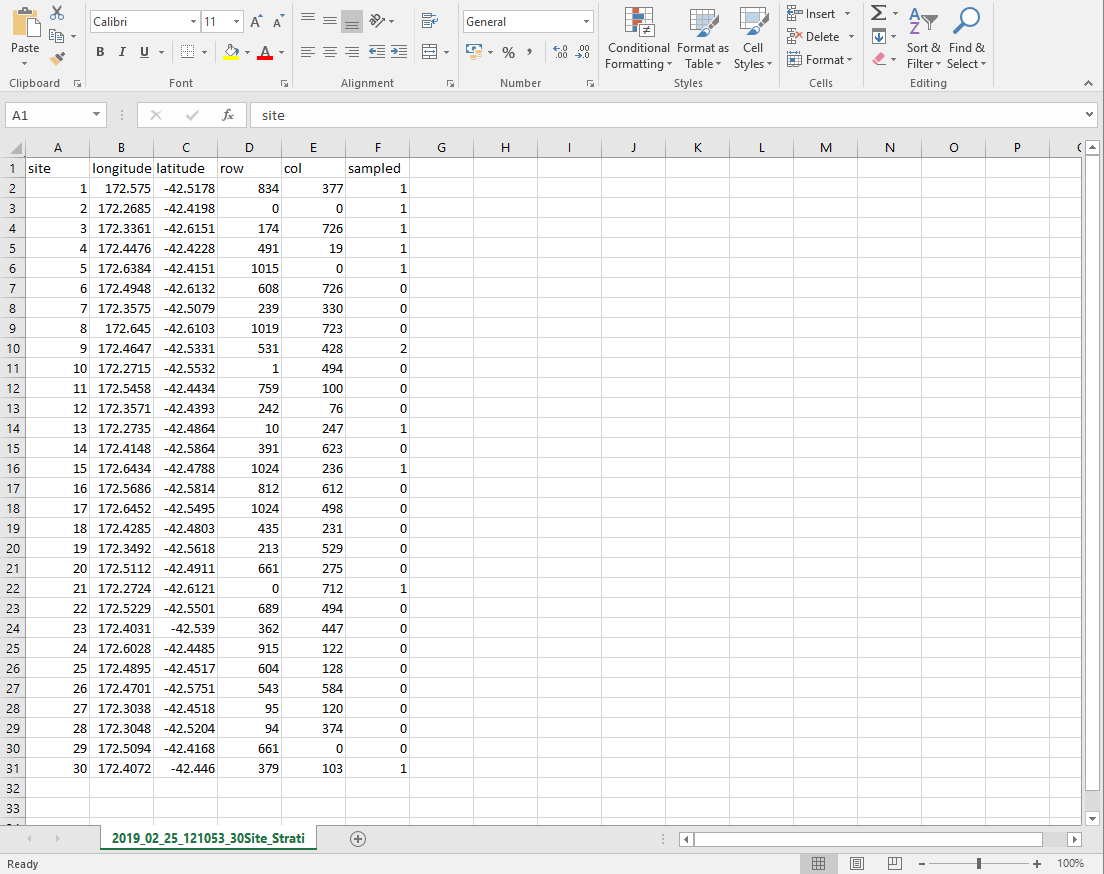 Calibri 11 General Insert
Paste Conditional Formatting Format as Table Cell Styles Delete Sort & Filter Find & Select
B I U A % , Format
Clipboard Font Alignment Number Styles Cells Editing
A1 fx site
A B C D E F G H I J K L M N O P
1 site longitude latitude row col sampled
2 1 172.575 -42.5178 834 377 1
3 2 172.2685 -42.4198 0 0 1
4 3 172.3361 -42.6151 174 726 1
5 4 172.4476 -42.4228 491 19 1
6 5 172.6384 -42.4151 1015 0 1
7 6 172.4948 -42.6132 608 726 0
8 7 172.3575 -42.5079 239 330 0
9 8 172.645 -42.6103 1019 723 0
10 9 172.4647 -42.5331 531 428 2
11 10 172.2715 -42.5532 1 494 0
12 11 172.5458 -42.4434 759 100 0
13 12 172.3571 -42.4393 242 76 0
14 13 172.2735 -42.4864 10 247 1
15 14 172.4148 -42.5864 391 623 0
16 15 172.6434 -42.4788 1024 236 1
17 16 172.5686 -42.5814 812 612 0
18 17 172.6452 -42.5495 1024 498 0
19 18 172.4285 -42.4803 435 231 0
20 19 172.3492 -42.5618 213 529 0
21 20 172.5112 -42.4911 661 275 0
22 21 172.2724 -42.6121 0 712 1
23 22 172.5229 -42.5501 689 494 0
24 23 172.4031 -42.539 362 447 0
25 24 172.6028 -42.4485 915 122 0
26 25 172.4895 -42.4517 604 128 0
27 26 172.4701 -42.5751 543 584 0
28 27 172.3038 -42.4518 95 120 0
29 28 172.3048 -42.5204 94 374 0
30 29 172.5094 -42.4168 661 0 0
31 30 172.4072 -42.446 379 103 1
32
33
2019_02_25_121053_30Site_Strati
Ready 100%